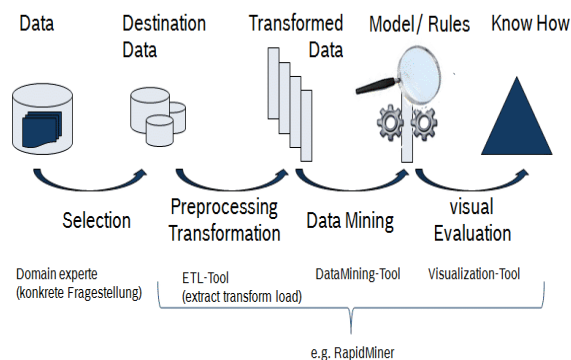 Data
Destination
Data
Transformed
Data
Model/ Rules
Know How
Selection
Preprocessing
Transformation
Data Mining
visual
Evaluation
Domain experte
(konkrete Fragestellung)
ETL-Tool
(extract transform load)
DataMining-Tool
Visualization-Tool
e.g. RapidMiner